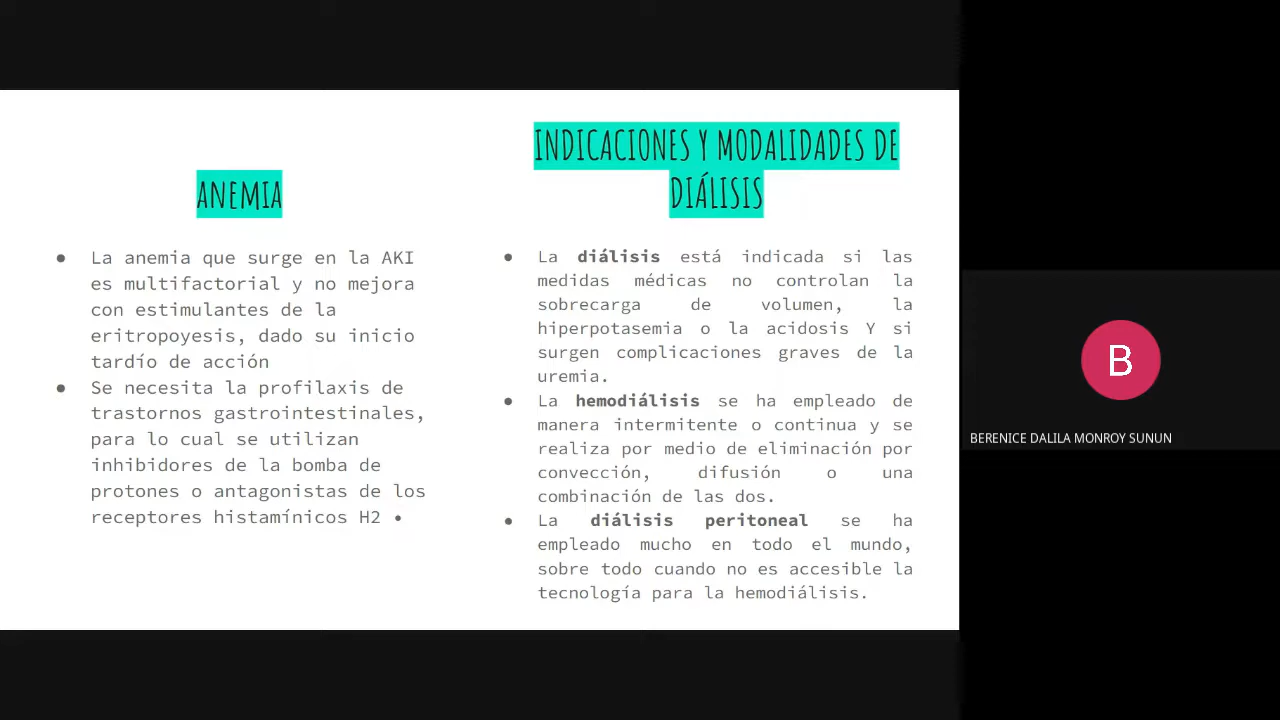 ANEMIA
La anemia que surge en la AKI
es multifactorial y no mejora
con estimulantes de la
eritropoyesis, dado su inicio
tardío de acción
Se necesita la profilaxis de
trastornos gastrointestinales,
para lo cual se utilizan
inhibidores de la bomba de
protones o antagonistas de los
receptores histamínicos H2 •
INDICACIONES Y MODALIDADES DE
DIÁLISIS
La diálisis está indicada si las
medidas médicas no controlan la
sobrecarga de volumen, la
hiperpotasemia o la acidosis Y si
surgen complicaciones graves de la
uremia.
La hemodiálisis se ha empleado de
manera intermitente o continua y se
realiza por medio de eliminación por
convección, difusión o una
combinación de las dos.
La diálisis peritoneal se ha
empleado mucho en todo el mundo,
sobre todo cuando no es accesible la
tecnología para la hemodiálisis.
B
BERENICE DALILA MONROY SUNUN